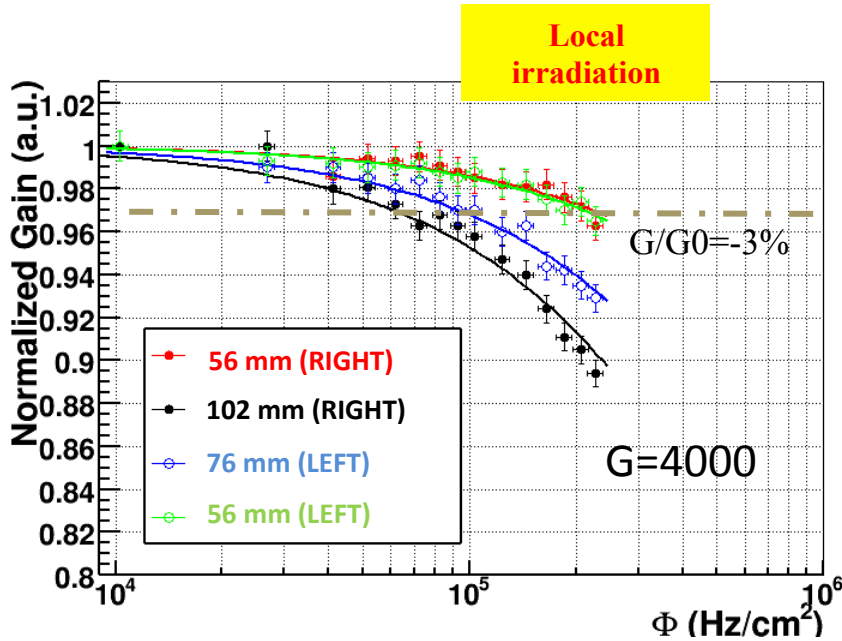 Local
irradiation
Normalized Gain (a.u.)
1.02
1
0.98
0.96
0.94
0.92
0.9
0.88
0.86
0.84
0.82
0.8
G/G0=-3%
56 mm (RIGHT)
102 mm (RIGHT)
76 mm (LEFT)
56 mm (LEFT)
G=4000
10⁴
10⁵
10⁶
Φ (Hz/cm²)